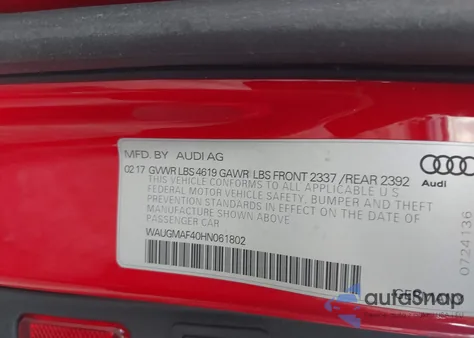 MFD. BY AUDI AG
02.17 GVWR LBS 4619 GAWR LBS FRONT 2337 /REAR 2392
THIS VEHICLE CONFORMS TO ALL APPLICABLE U S
FEDERAL MOTOR VEHICLE SAFETY, BUMPER AND THEFT
PREVENTION STANDARDS IN EFFECT ON THE DATE OF
MANUFACTURE SHOWN ABOVE
PASSENGER CAR
WAUGMAF40HN061802
Audi
0724136
autoSnap